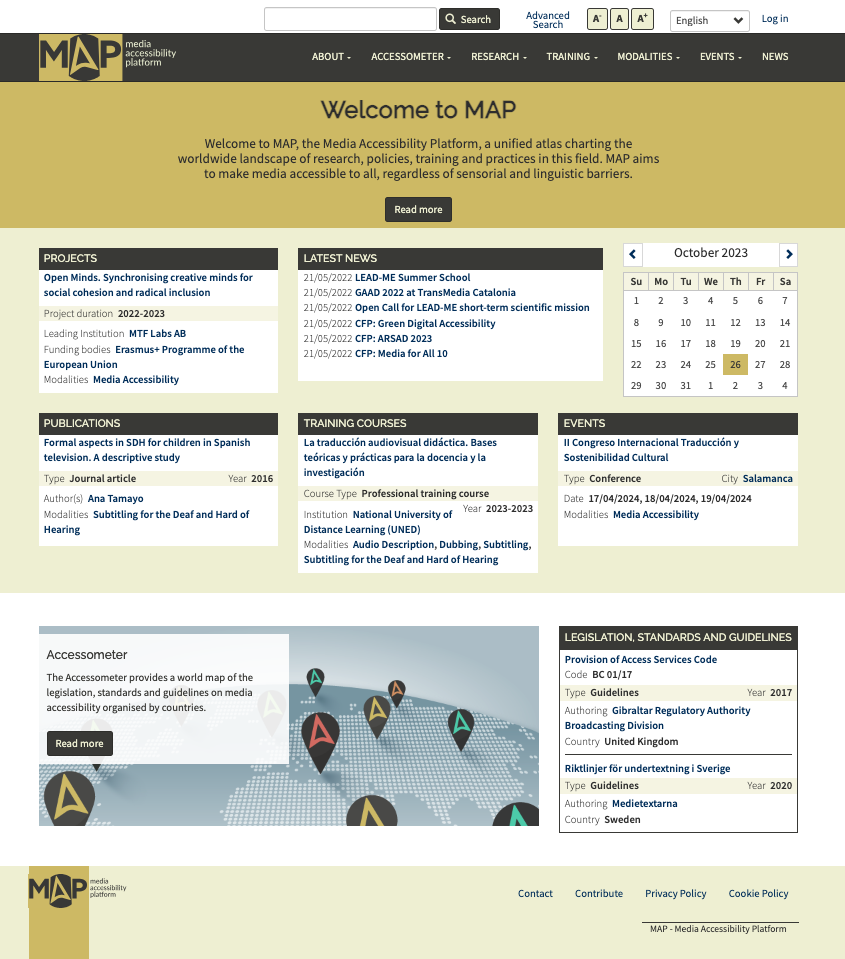 Search
Advanced
Search
A-
A
A+
English
Log in
MAP media
accessibility
platform
ABOUT
ACCESSOMETER
RESEARCH
TRAINING
MODALITIES
EVENTS
NEWS
Welcome to MAP
Welcome to MAP, the Media Accessibility Platform, a unified atlas charting the
worldwide landscape of research, policies, training and practices in this field. MAP aims
to make media accessible to all, regardless of sensorial and linguistic barriers.
Read more
PROJECTS
Open Minds. Synchronising creative minds for
social cohesion and radical inclusion
Project duration 2022-2023
Leading Institution MTF Labs AB
Funding bodies Erasmus+ Programme of the
European Union
Modalities Media Accessibility
LATEST NEWS
21/05/2022 LEAD-ME Summer School
21/05/2022 GAAD 2022 at TransMedia Catalonia
21/05/2022 Open Call for LEAD-ME short-term scientific mission
21/05/2022 CFP: Green Digital Accessibility
21/05/2022 CFP: ARSAD 2023
21/05/2022 CFP: Media for All 10
October 2023
Su Mo Tu We Th Fr Sa
1 2 3 4 5 6 7
8 9 10 11 12 13 14
15 16 17 18 19 20 21
22 23 24 25 26 27 28
29 30 31 1 2 3 4
PUBLICATIONS
Formal aspects in SDH for children in Spanish
television. A descriptive study
Type Journal article Year 2016
Author(s) Ana Tamayo
Modalities Subtitling for the Deaf and Hard of
Hearing
TRAINING COURSES
La traducción audiovisual didáctica. Bases
teóricas y prácticas para la docencia y la
investigación
Course Type Professional training course
Institution National University of Year 2023-2023
Distance Learning (UNED)
Modalities Audio Description, Dubbing, Subtitling,
Subtitling for the Deaf and Hard of Hearing
EVENTS
II Congreso Internacional Traducción y
Sostenibilidad Cultural
Type Conference City Salamanca
Date 17/04/2024, 18/04/2024, 19/04/2024
Modalities Media Accessibility
Accessometer
The Accessometer provides a world map of the
legislation, standards and guidelines on media
accessibility organised by countries.
Read more
LEGISLATION, STANDARDS AND GUIDELINES
Provision of Access Services Code
Code BC 01/17
Type Guidelines Year 2017
Authoring Gibraltar Regulatory Authority
Broadcasting Division
Country United Kingdom
Riktlinjer för undertextning i Sverige
Type Guidelines Year 2020
Authoring Medietextarna
Country Sweden
MAP media
accessibility
platform
Contact
Contribute
Privacy Policy
Cookie Policy
MAP - Media Accessibility Platform